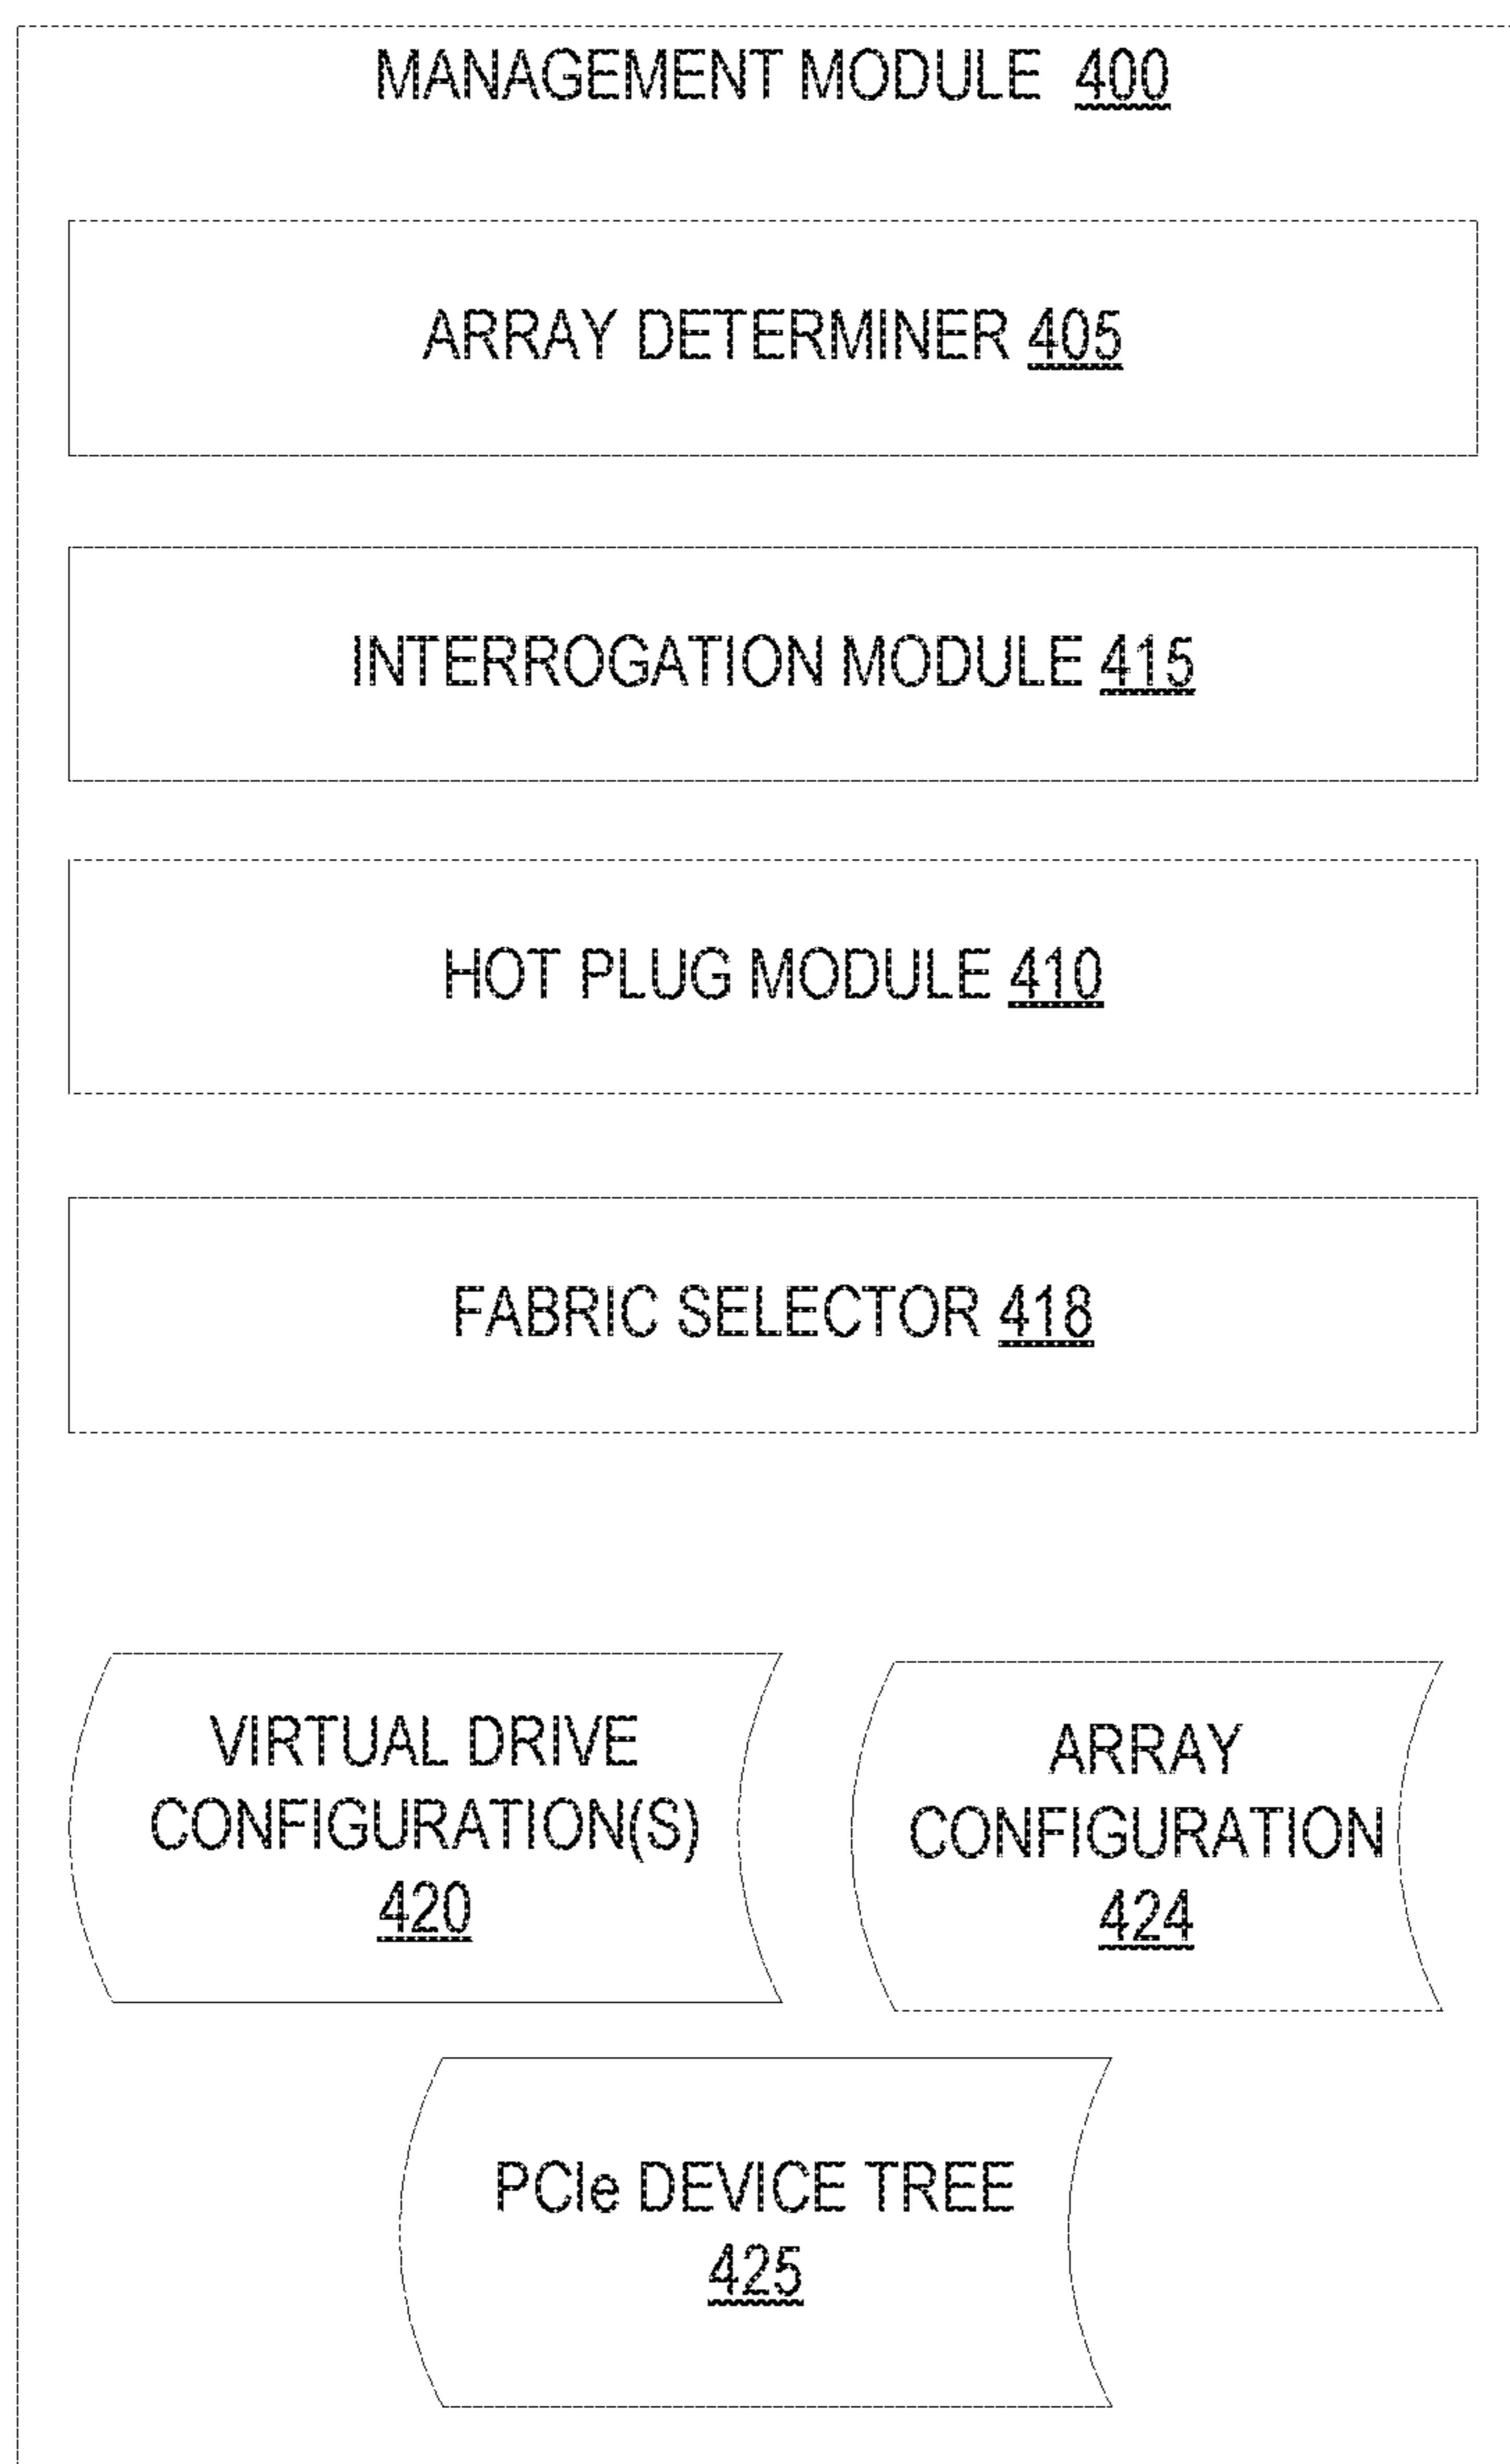 MANAGEMENT MODULE 400
ARRAY DETERMINER 405
INTERROGATION MODULE 415
HOT PLUG MODULE 410
FABRIC SELECTOR 418
VIRTUAL DRIVE
CONFIGURATION(S)
420
ARRAY
CONFIGURATION
424
PCIe DEVICE TREE
425